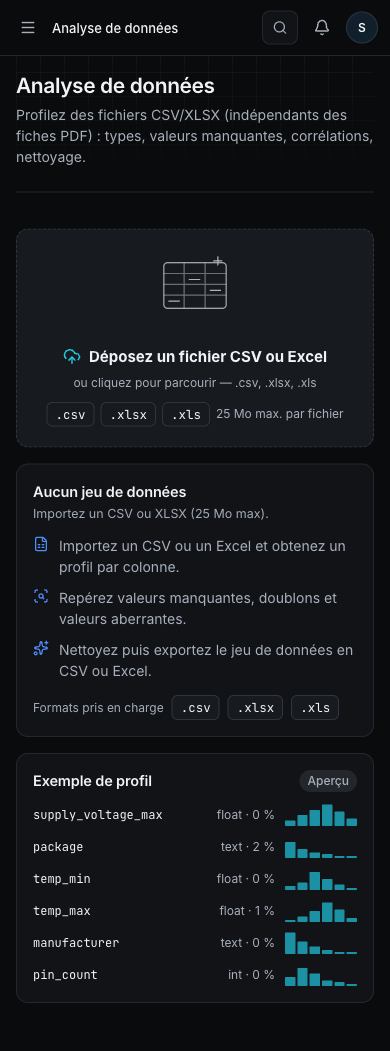 Analyse de données
S
Analyse de données
Profilez des fichiers CSV/XLSX (indépendants des
fiches PDF) : types, valeurs manquantes, corrélations,
nettoyage.
Déposez un fichier CSV ou Excel
ou cliquez pour parcourir — .csv, .xlsx, .xls
.csv .xlsx .xls 25 Mo max. par fichier
Aucun jeu de données
Importez un CSV ou XLSX (25 Mo max).
Importez un CSV ou un Excel et obtenez un
profil par colonne.
Repérez valeurs manquantes, doublons et
valeurs aberrantes.
Nettoyez puis exportez le jeu de données en
CSV ou Excel.
Formats pris en charge .csv .xlsx .xls
Exemple de profil Aperçu
supply_voltage_max float · 0 %
package text · 2 %
temp_min float · 0 %
temp_max float · 1 %
manufacturer text · 0 %
pin_count int · 0 %